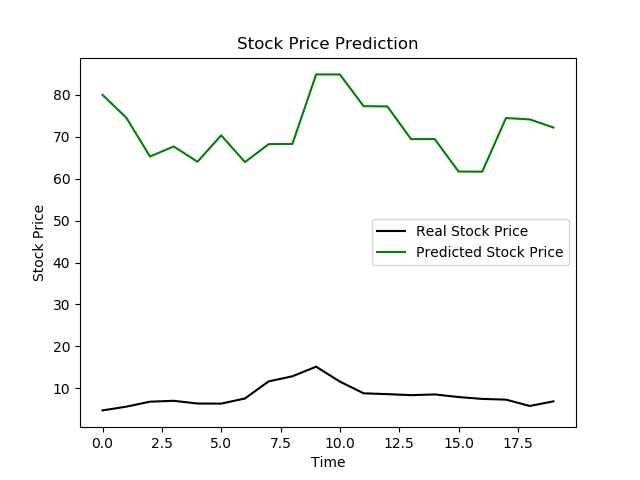 Stock Price Prediction
Stock Price
80
70
60
50
40
30
20
10
Real Stock Price
Predicted Stock Price
0.0 2.5 5.0 7.5 10.0 12.5 15.0 17.5
Time